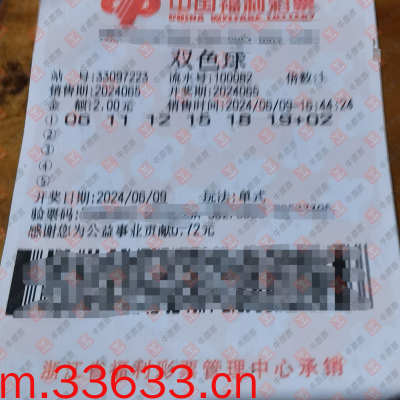 中国福利彩票
CHINA WELFARE LOTTERY
双色球
站 号:33097223 流水号:100082 倍数:1
销售期:2024065 开奖期:2024065
金 额:2.00元 销售时间:2024/06/09-16:44:24
① 06 11 12 15 18 19+02
②
③
④
⑤
开奖日期:2024/06/09 玩法:单式
验票码:
感谢您为公益事业贡献0.72元
浙江省福利彩票管理中心承销
m.33633.cn